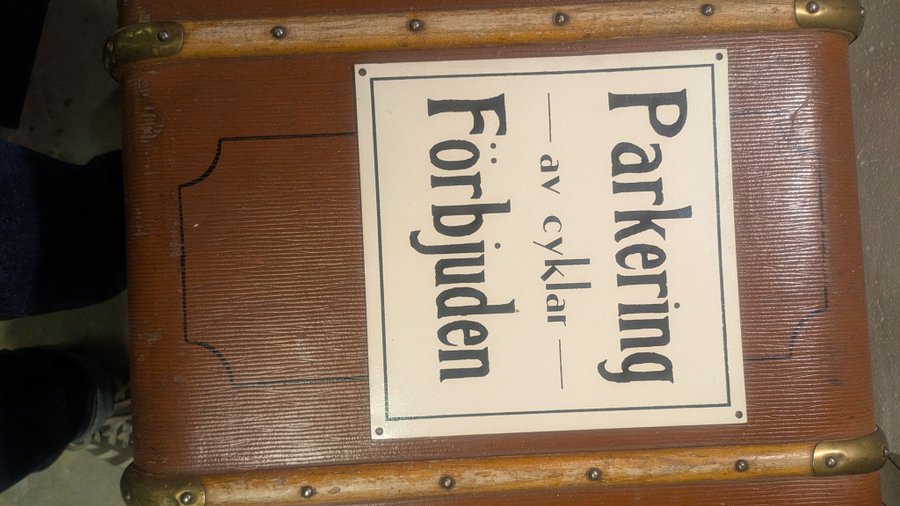 Parkering
av cyklar
Förbjuden